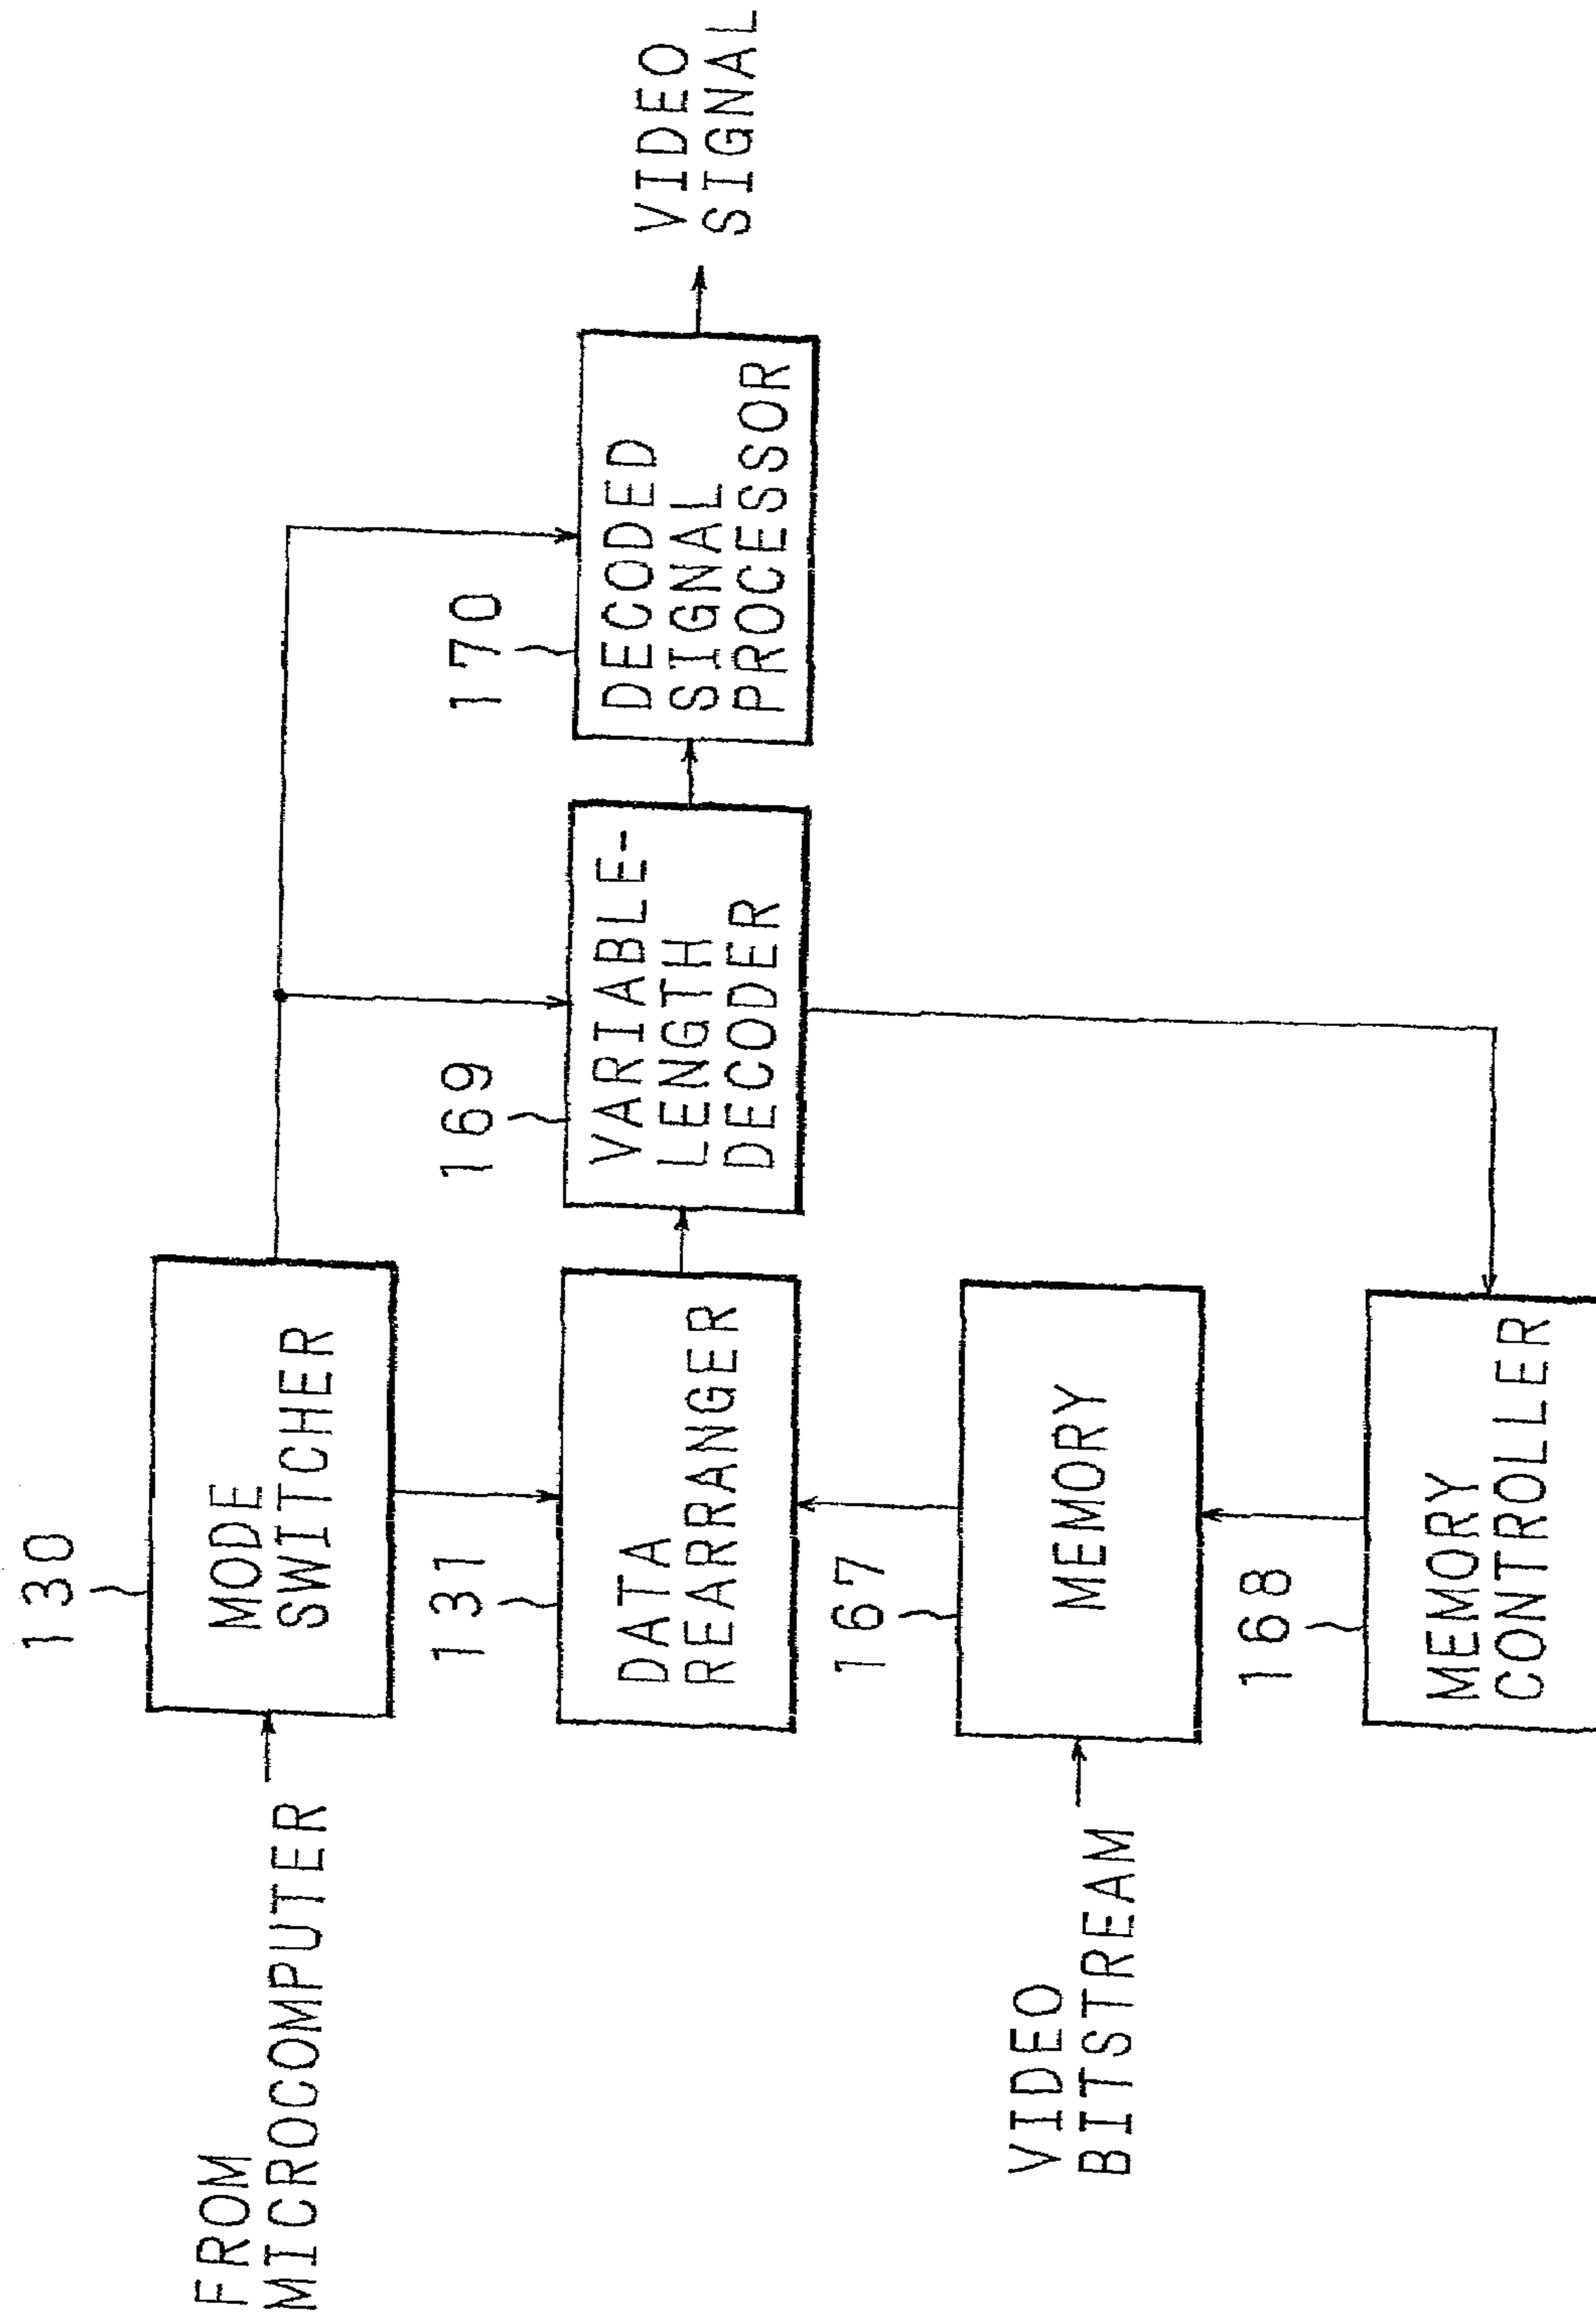 130
FROM
MICROCOMPUTER
MODE
SWITCHER
131
DATA
REARRANGER
169
VARIABLE-
LENGTH
DECODER
170
DECODED
SIGNAL
PROCESSOR
VIDEO
SIGNAL
167
VIDEO
BITSTREAM
MEMORY
168
MEMORY
CONTROLLER